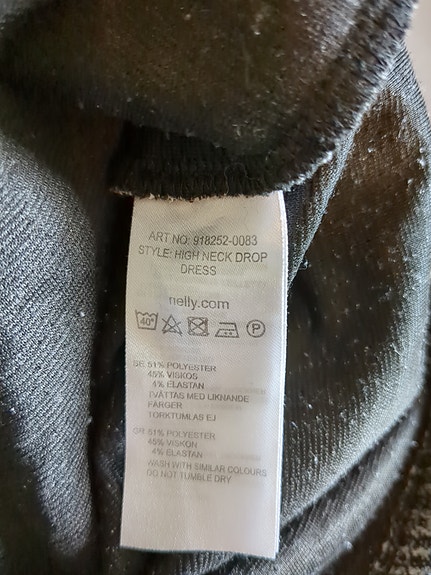 ART NO: 918252-0083
STYLE: HIGH NECK DROP
DRESS
nelly.com
40°
P
SE 51% POLYESTER
45% VISKOS
4% ELASTAN
TVÄTTAS MED LIKNANDE
FÄRGER
TORKTUMLAS EJ
51% POLYESTER
45% VISKON
4% ELASTAN
WASH WITH SIMILAR COLOURS
DO NOT TUMBLE DRY